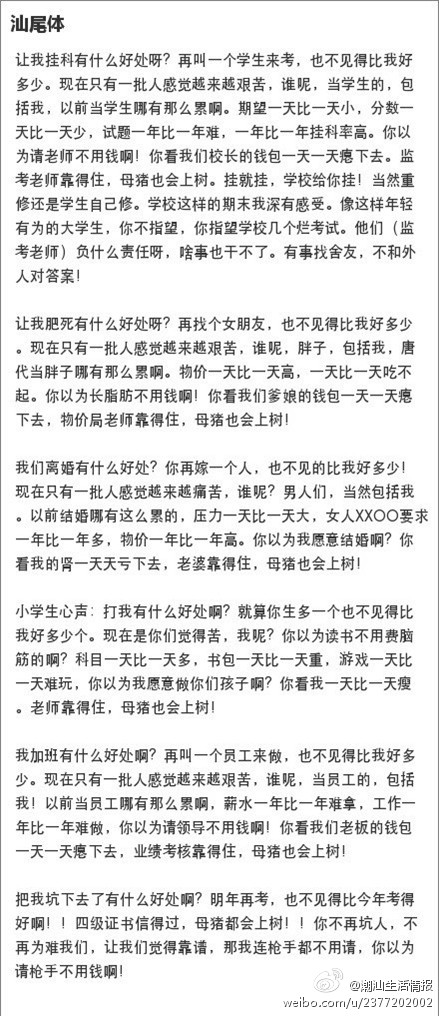 汕尾体
让我挂科有什么好处呀？再叫一个学生来考，也不见得比我好
多少。现在只有一批人感觉越来越艰苦，谁呢，当学生的，包
括我，以前当学生哪有那么累啊。期望一天比一天小，分数一
天比一天少，试题一年比一年难，一年比一年挂科率高。你以
为请老师不用钱啊！你看我们校长的钱包一天一天瘪下去。监
考老师靠得住，母猪也会上树。挂就挂，学校给你挂！当然重
修还是学生自己修。学校这样的期末我深有感受。像这样年轻
有为的大学生，你不指望，你指望学校几个烂考试。他们（监
考老师）负什么责任呀，啥事也干不了。有事找舍友，不和外
人对答案！
让我肥死有什么好处呀？再找个女朋友，也不见得比我好多少
。现在只有一批人感觉越来越艰苦，谁呢，胖子，包括我，唐
代当胖子哪有那么累啊。物价一天比一天高，一天比一天吃不
起。你以为长脂肪不用钱啊！你看我们爹娘的钱包一天一天瘪
下去，物价局老师靠得住，母猪也会上树！
我们离婚有什么好处？你再嫁一个人，也不见的比我好多少！
现在只有一批人感觉越来越痛苦，谁呢？男人们，当然包括我
。以前结婚哪有这么累的，压力一天比一天大，女人XXOO要求
一年比一年多，物价一年比一年高。你以为我愿意结婚啊？你
看我的肾一天天亏下去，老婆靠得住，母猪也会上树！
小学生心声：打我有什么好处啊？就算你生多一个也不见得比
我好多少个。现在是你们觉得苦，我呢？你以为读书不用费脑
筋的啊？科目一天比一天多，书包一天比一天重，游戏一天比
一天难玩，你以为我愿意做你们孩子啊？你看我一天比一天瘦
。老师靠得住，母猪也会上树！
我加班有什么好处啊？再叫一个员工来做，也不见得比我好多
少。现在只有一批人感觉越来越艰苦，谁呢，当员工的，包括
我！以前当员工哪有那么累啊，薪水一年比一年难拿，工作一
年比一年难做，你以为请领导不用钱啊！你看我们老板的钱包
一天一天瘪下去，业绩考核靠得住，母猪也会上树！
把我坑下去了有什么好处啊？明年再考，也不见得比今年考得
好啊！！四级证书信得过，母猪都会上树！！你不再坑人，不
再为难我们，让我们觉得靠谱，那我连枪手都不用请，你以为
请枪手不用钱啊！
@潮汕生活情报
weibo.com/u/2377202002